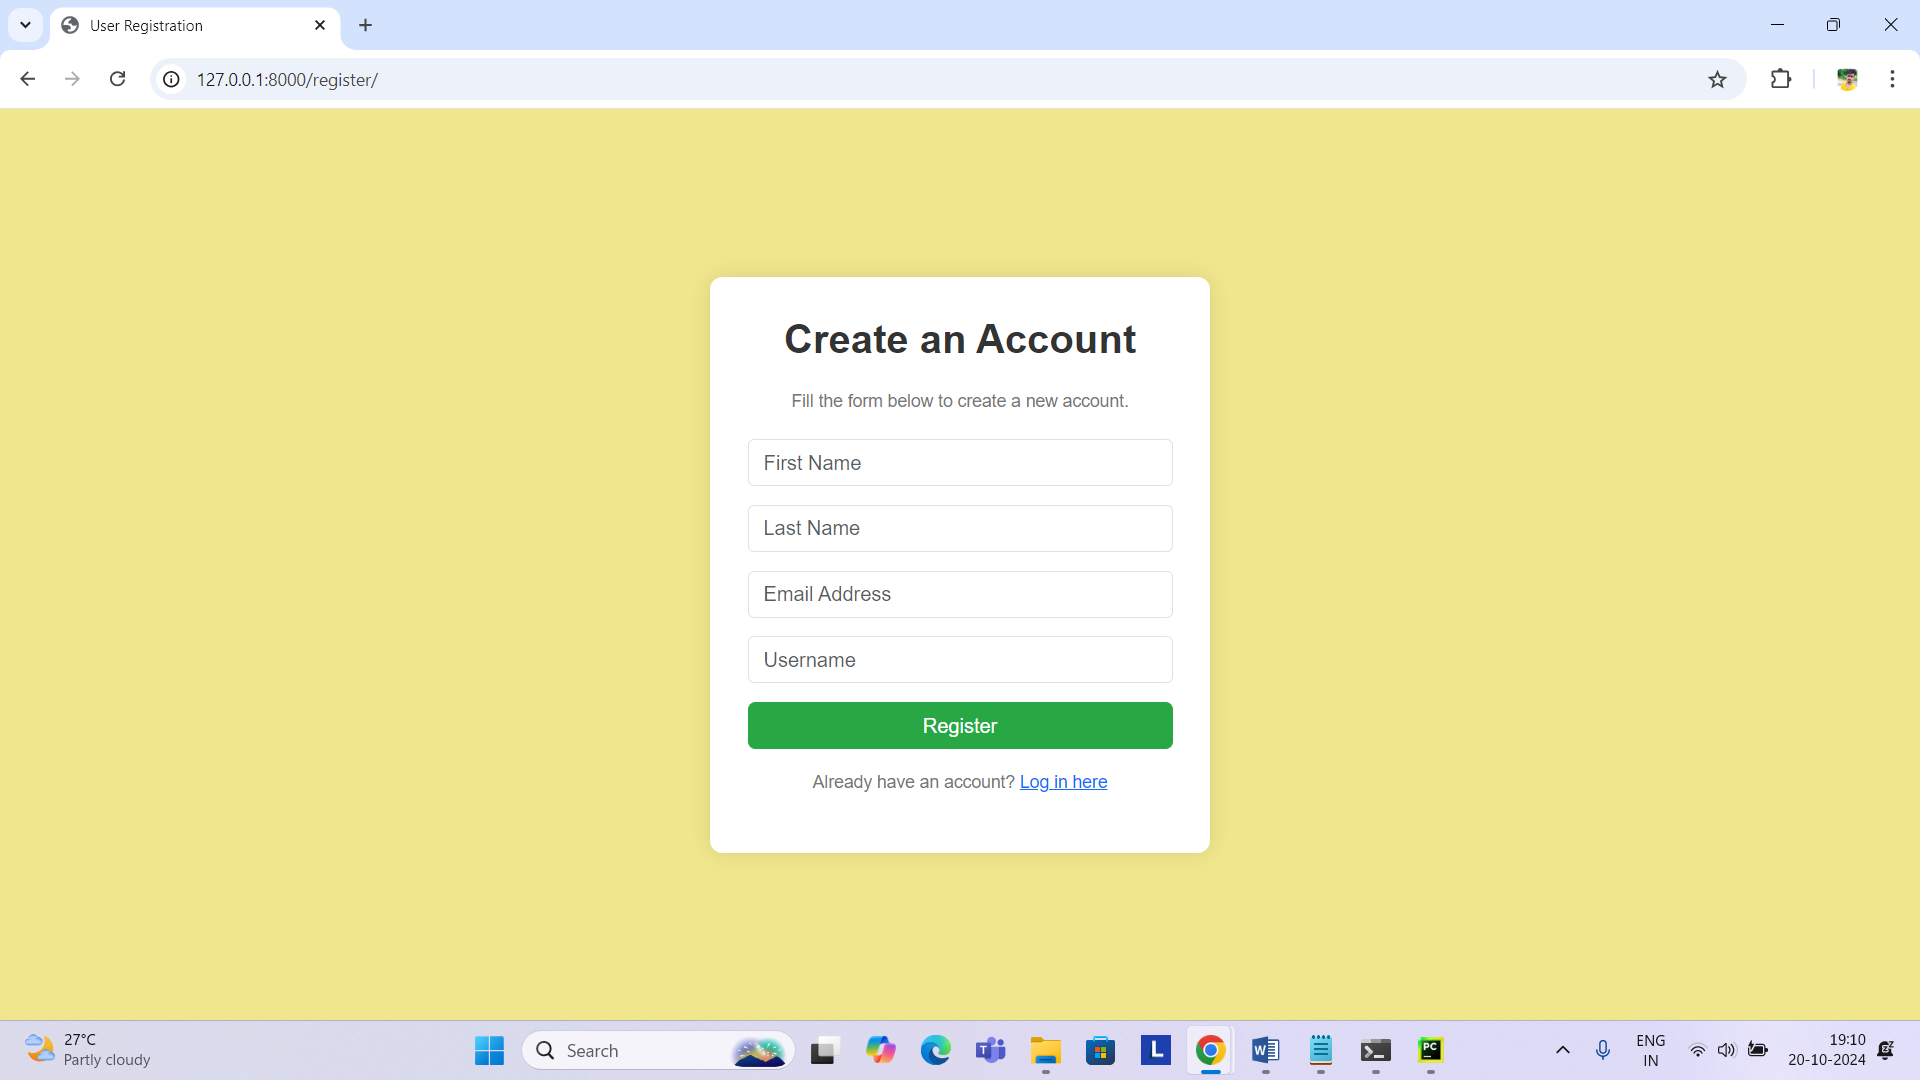 User Registration
127.0.0.1:8000/register/
Create an Account
Fill the form below to create a new account.
First Name
Last Name
Email Address
Username
Register
Already have an account? Log in here
27°C
Partly cloudy
Search
L
W
PC
ENG
IN
19:10
20-10-2024